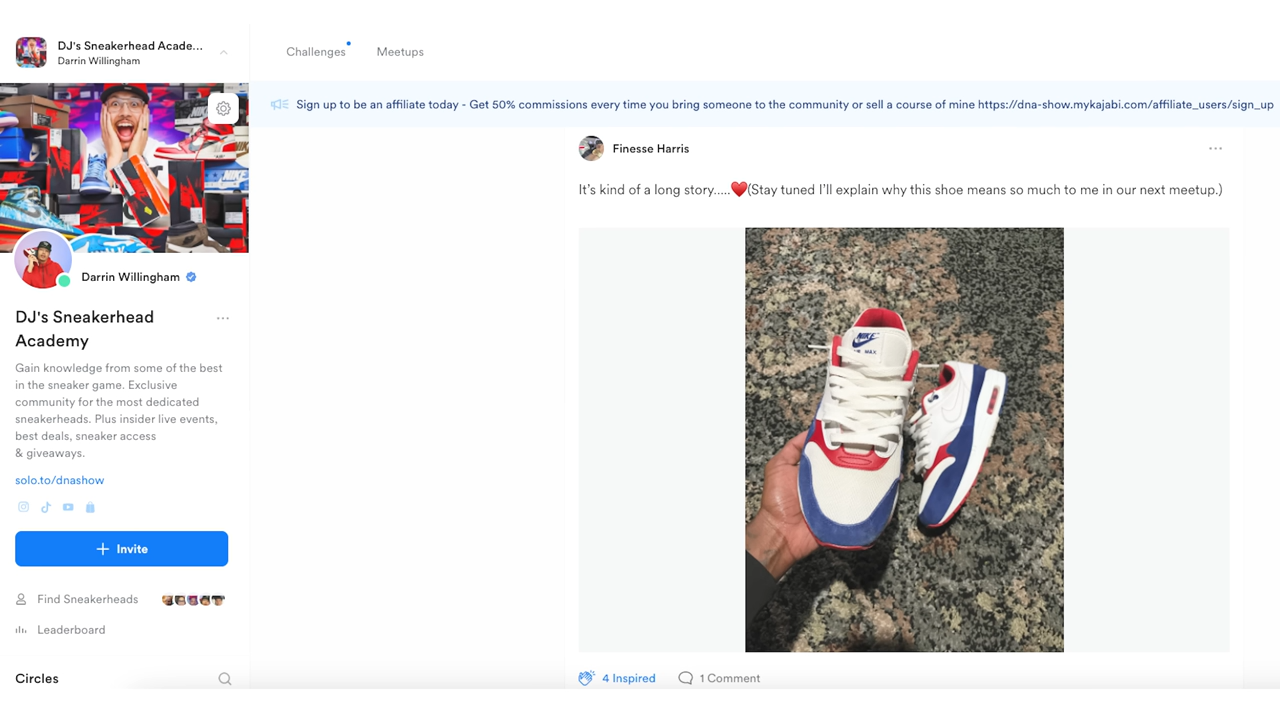 DJ's Sneakerhead Acade...
Darrin Willingham
Challenges
Meetups
Sign up to be an affiliate today - Get 50% commissions every time you bring someone to the community or sell a course of mine https://dna-show.mykajabi.com/affiliate_users/sign_up
Darrin Willingham
DJ's Sneakerhead
Academy
Gain knowledge from some of the best
in the sneaker game. Exclusive
community for the most dedicated
sneakerheads. Plus insider live events,
best deals, sneaker access
& giveaways.
solo.to/dnashow
+ Invite
Find Sneakerheads
Leaderboard
Circles
Finesse Harris
It's kind of a long story.....❤️(Stay tuned I'll explain why this shoe means so much to me in our next meetup.)
NIKE
AIR MAX
4 Inspired
1 Comment